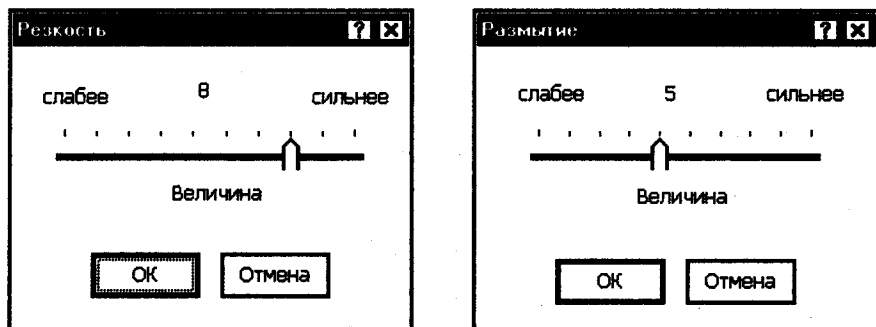 Резкость ? X
слабее 8 сильнее
Величина
ОК Отмена
Размытие ? X
слабее 5 сильнее
Величина
ОК Отмена